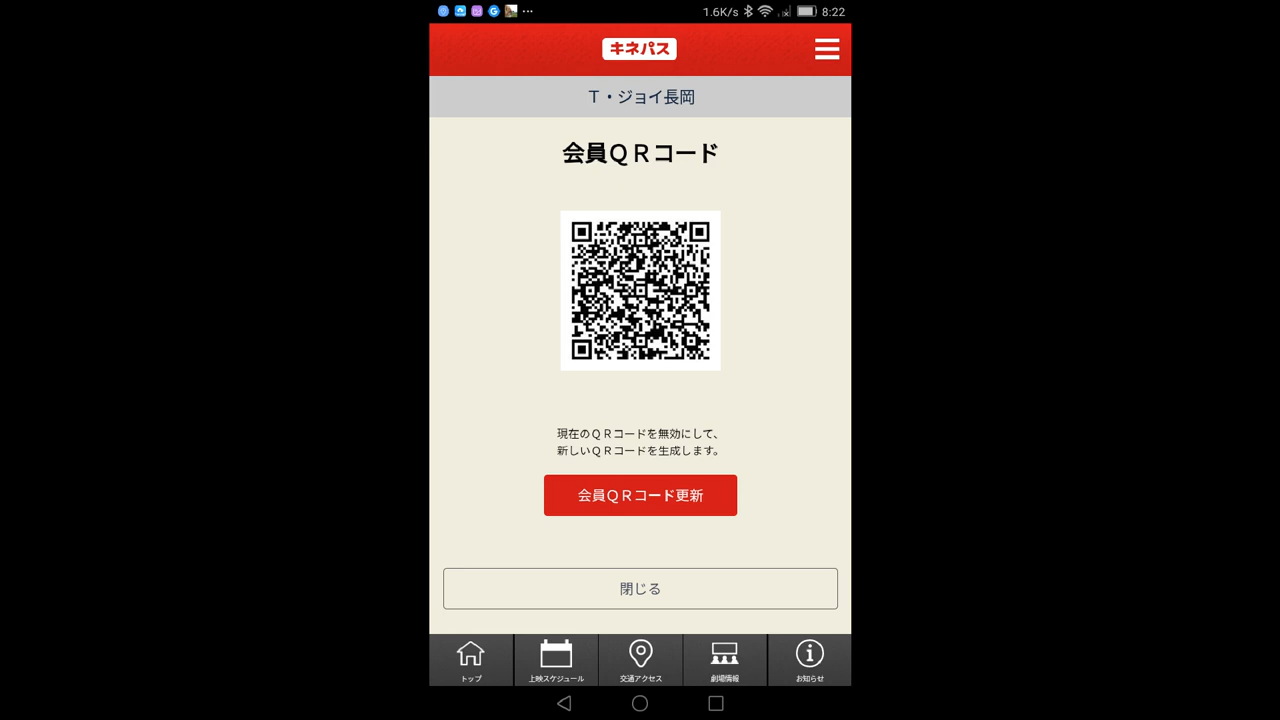 1.6K/s 8:22
キネパス
T・ジョイ長岡
会員ＱＲコード
現在のＱＲコードを無効にして、
新しいＱＲコードを生成します。
会員ＱＲコード更新
閉じる
トップ 上映スケジュール 交通アクセス 劇場情報 お知らせ